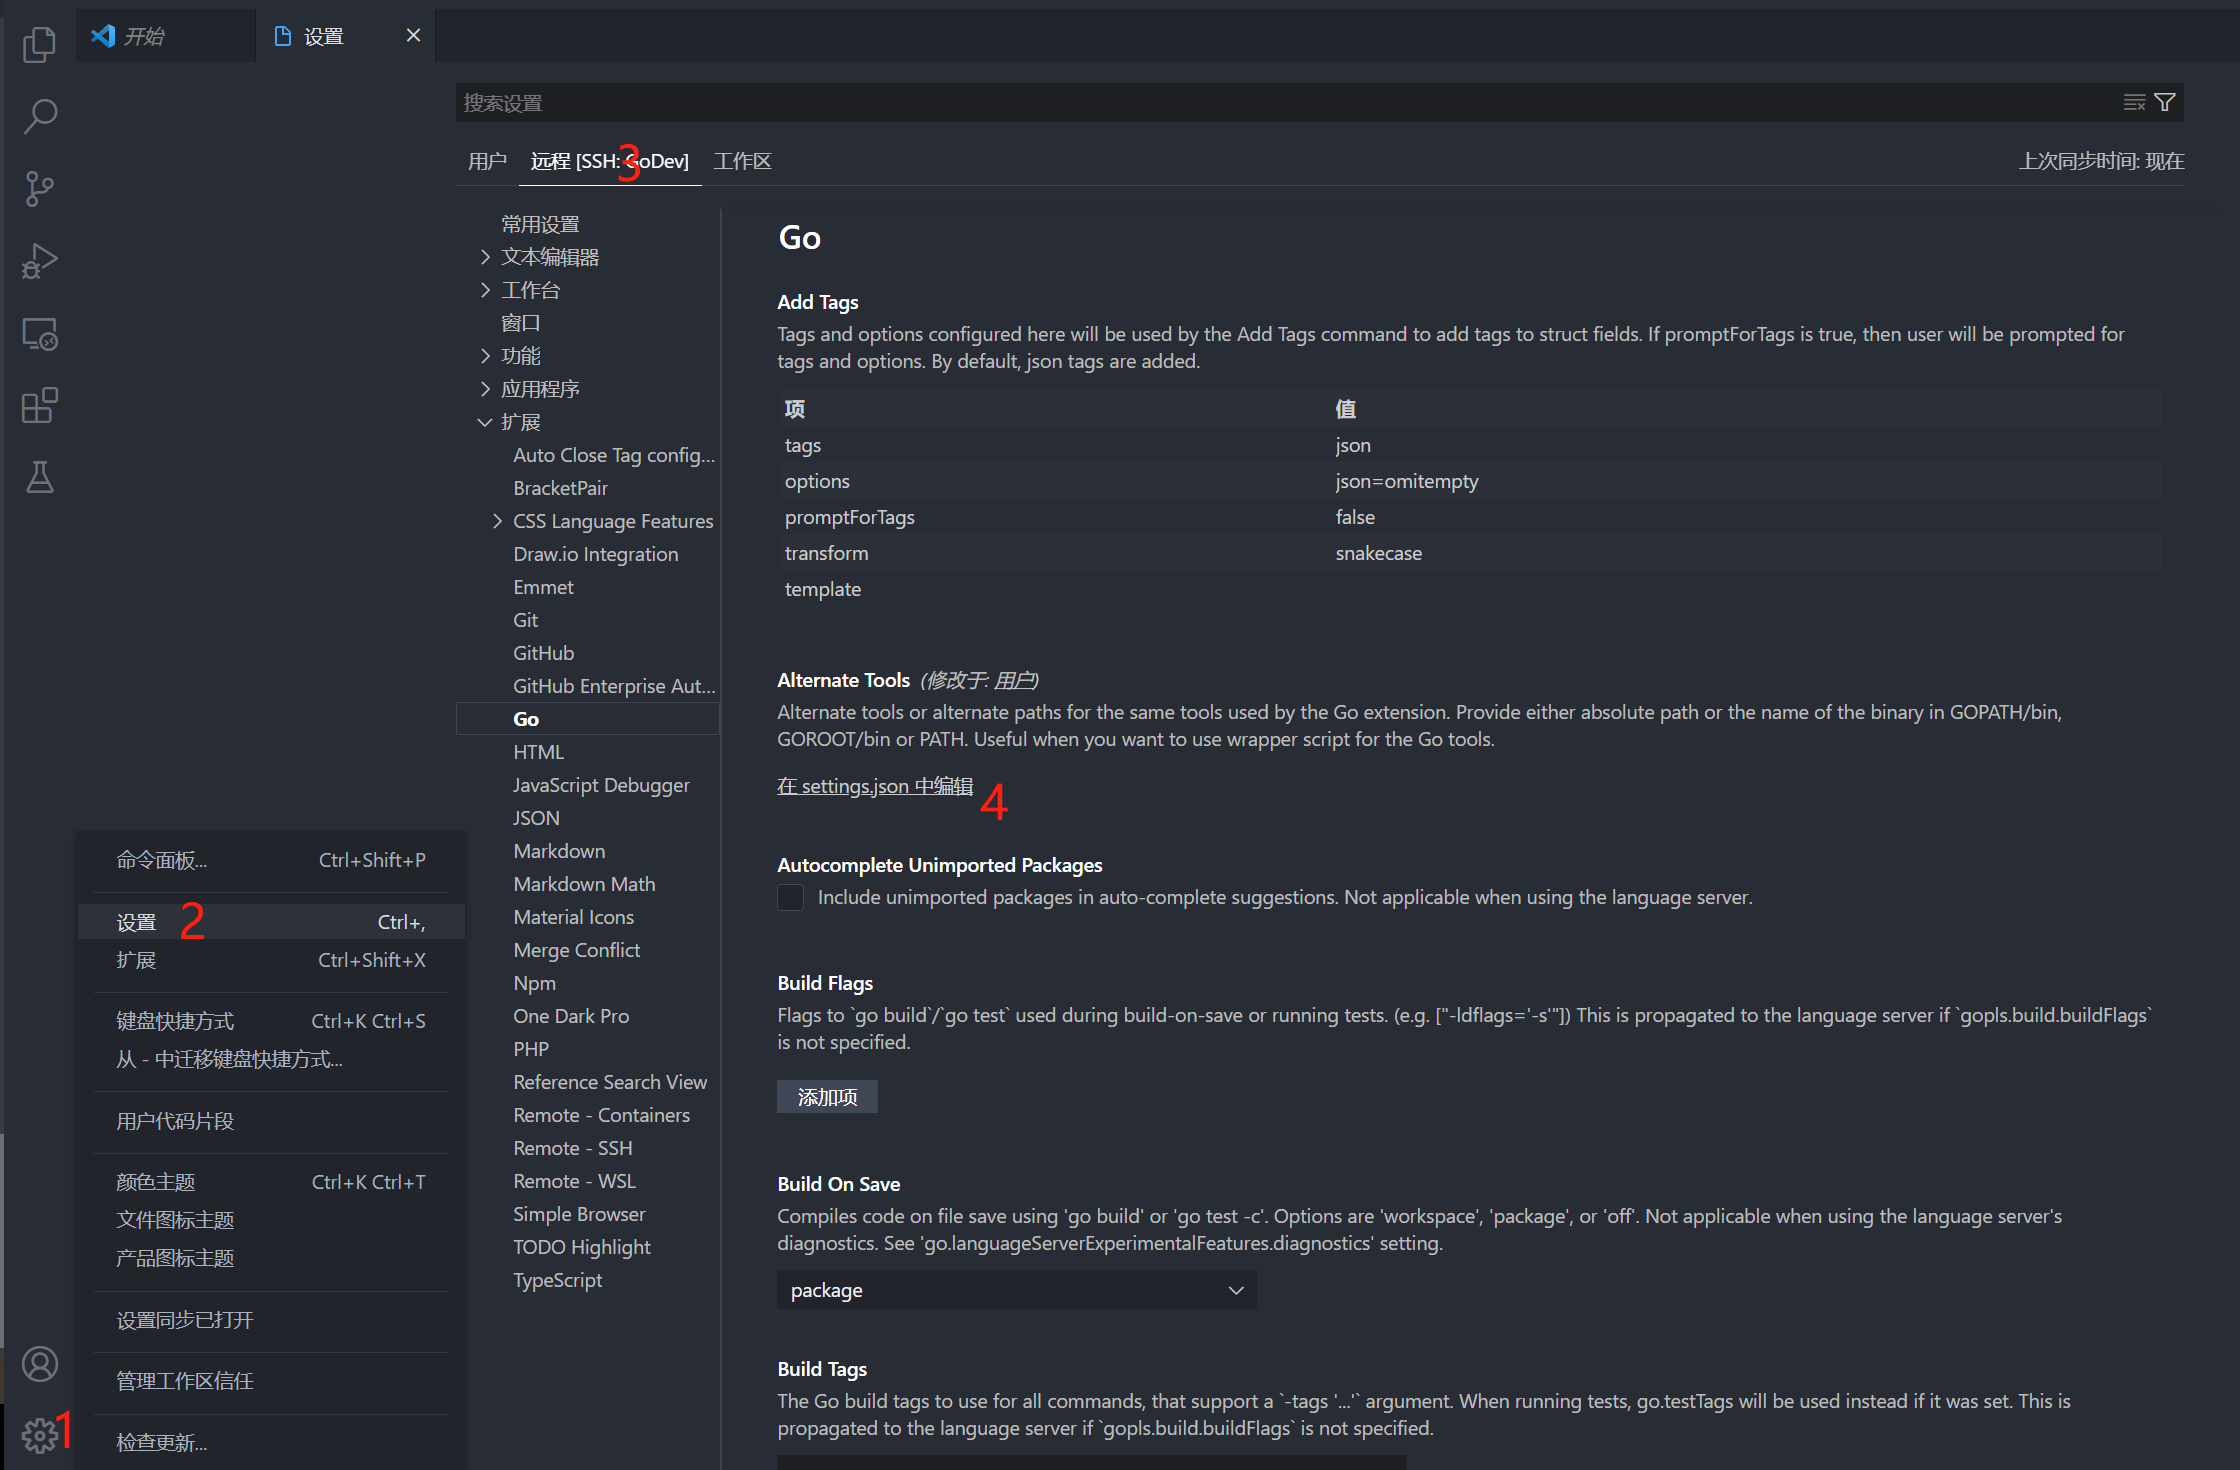 开始
设置
搜索设置
用户 远程 [SSH: GoDev] 工作区
3
上次同步时间: 现在
常用设置
文本编辑器
工作台
窗口
功能
应用程序
扩展
Auto Close Tag config...
BracketPair
CSS Language Features
Draw.io Integration
Emmet
Git
GitHub
GitHub Enterprise Aut...
Go
HTML
JavaScript Debugger
JSON
Markdown
Markdown Math
Material Icons
Merge Conflict
Npm
One Dark Pro
PHP
Reference Search View
Remote - Containers
Remote - SSH
Remote - WSL
Simple Browser
TODO Highlight
TypeScript
Go
Add Tags
Tags and options configured here will be used by the Add Tags command to add tags to struct fields. If promptForTags is true, then user will be prompted for
tags and options. By default, json tags are added.
项 值
tags json
options json=omitempty
promptForTags false
transform snakecase
template
Alternate Tools (修改于: 用户)
Alternate tools or alternate paths for the same tools used by the Go extension. Provide either absolute path or the name of the binary in GOPATH/bin,
GOROOT/bin or PATH. Useful when you want to use wrapper script for the Go tools.
在 settings.json 中编辑
4
Autocomplete Unimported Packages
Include unimported packages in auto-complete suggestions. Not applicable when using the language server.
Build Flags
Flags to `go build`/`go test` used during build-on-save or running tests. (e.g. ["-ldflags='-s'"]) This is propagated to the language server if `gopls.build.buildFlags`
is not specified.
添加项
Build On Save
Compiles code on file save using 'go build' or 'go test -c'. Options are 'workspace', 'package', or 'off'. Not applicable when using the language server's
diagnostics. See 'go.languageServerExperimentalFeatures.diagnostics' setting.
package
Build Tags
The Go build tags to use for all commands, that support a `-tags '...'` argument. When running tests, go.testTags will be used instead if it was set. This is
propagated to the language server if `gopls.build.buildFlags` is not specified.
命令面板... Ctrl+Shift+P
设置 2 Ctrl+,
扩展 Ctrl+Shift+X
键盘快捷方式 Ctrl+K Ctrl+S
从 - 中迁移键盘快捷方式...
用户代码片段
颜色主题 Ctrl+K Ctrl+T
文件图标主题
产品图标主题
设置同步已打开
管理工作区信任
检查更新...
1